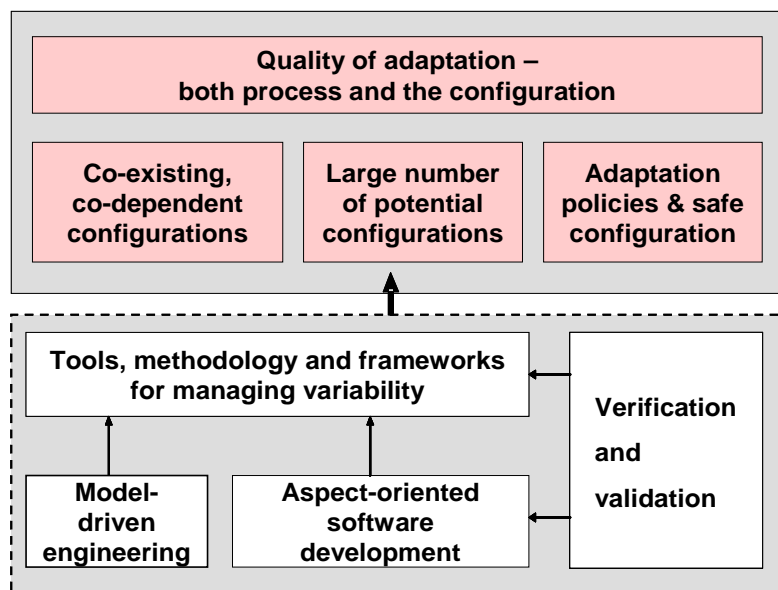 Quality of adaptation –
both process and the configuration
Co-existing,
co-dependent
configurations
Large number
of potential
configurations
Adaptation
policies & safe
configuration
Tools, methodology and frameworks
for managing variability
Verification
and
validation
Model-
driven
engineering
Aspect-oriented
software
development